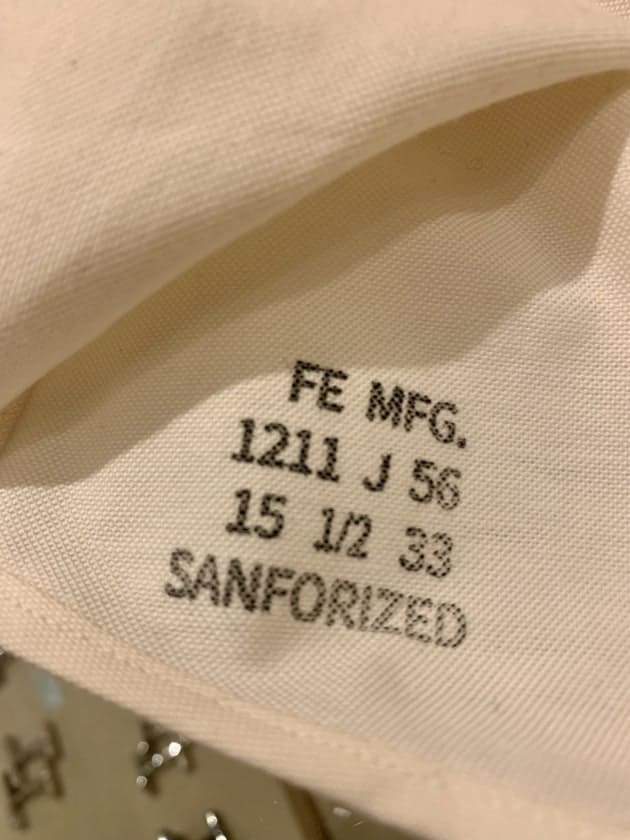 FE MFG.
1211 J 56
15 1/2 33
SANFORIZED